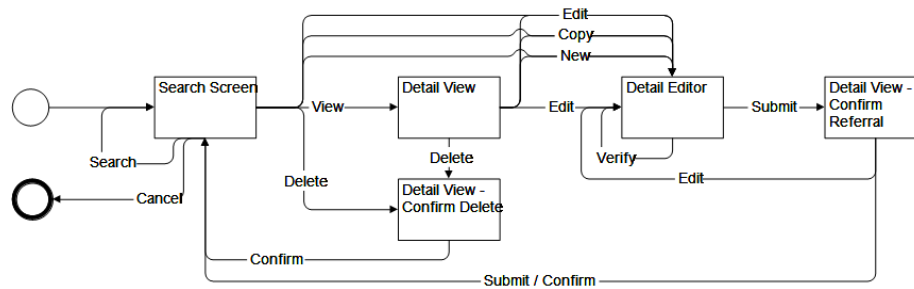 Edit
Copy
New
Search Screen
Detail View
Detail Editor
Detail View -
Confirm
Referral
View
Edit
Submit
Search
Delete
Verify
Delete
Edit
Detail View -
Confirm Delete
Cancel
Confirm
Submit / Confirm